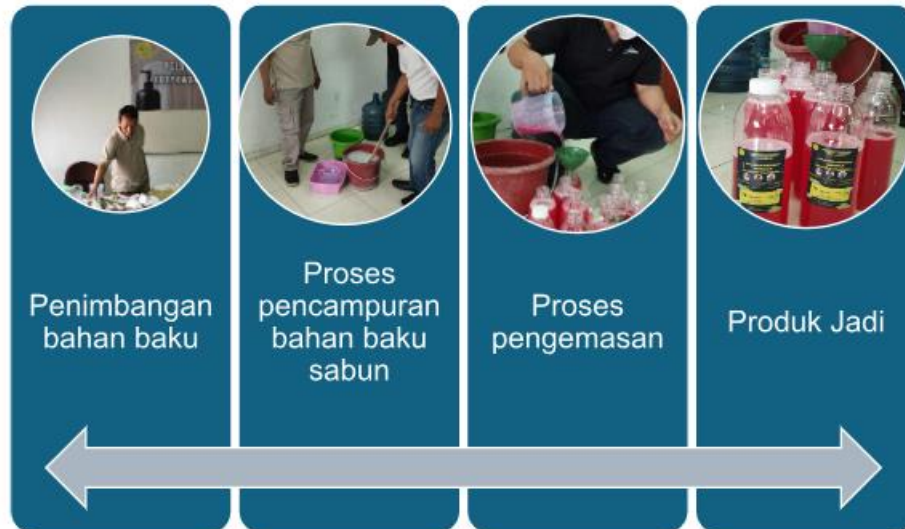 Penimbangan
bahan baku
Proses
pencampuran
bahan baku
sabun
Proses
pengemasan
Produk Jadi